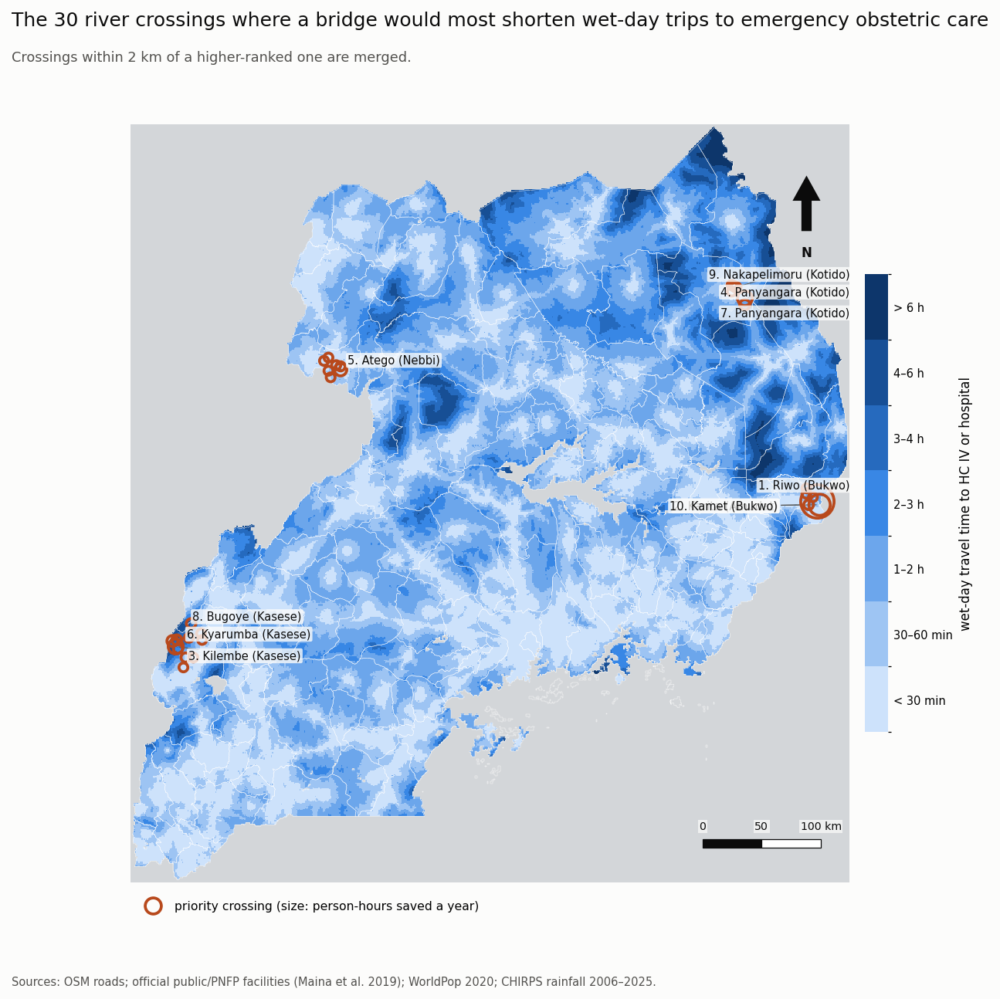 The 30 river crossings where a bridge would most shorten wet-day trips to emergency obstetric care
Crossings within 2 km of a higher-ranked one are merged.
N
9. Nakapelimoru (Kotido)
4. Panyangara (Kotido)
7. Panyangara (Kotido)
5. Atego (Nebbi)
1. Riwo (Bukwo)
10. Kamet (Bukwo)
8. Bugoye (Kasese)
6. Kyarumba (Kasese)
3. Kilembe (Kasese)
> 6 h
4–6 h
3–4 h
2–3 h
1–2 h
30–60 min
< 30 min
wet-day travel time to HC IV or hospital
0 50 100 km
priority crossing (size: person-hours saved a year)
Sources: OSM roads; official public/PNFP facilities (Maina et al. 2019); WorldPop 2020; CHIRPS rainfall 2006–2025.